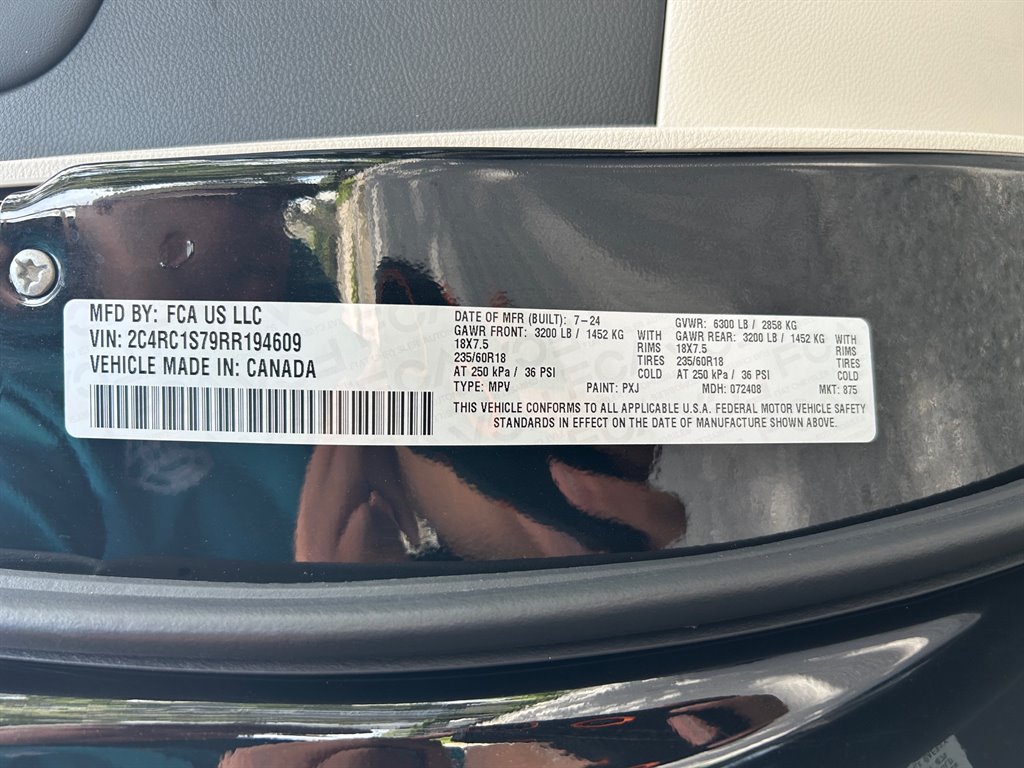 MFD BY: FCA US LLC
VIN: 2C4RC1S79RR194609
VEHICLE MADE IN: CANADA
DATE OF MFR (BUILT): 7-24 GVWR: 6300 LB / 2858 KG
GAWR FRONT: 3200 LB / 1452 KG WITH GAWR REAR: 3200 LB / 1452 KG WITH
18X7.5 RIMS 18X7.5 RIMS
235/60R18 TIRES 235/60R18 TIRES
AT 250 kPa / 36 PSI COLD AT 250 kPa / 36 PSI COLD
TYPE: MPV PAINT: PXJ MDH: 072408 MKT: 875
THIS VEHICLE CONFORMS TO ALL APPLICABLE U.S.A. FEDERAL MOTOR VEHICLE SAFETY
STANDARDS IN EFFECT ON THE DATE OF MANUFACTURE SHOWN ABOVE.